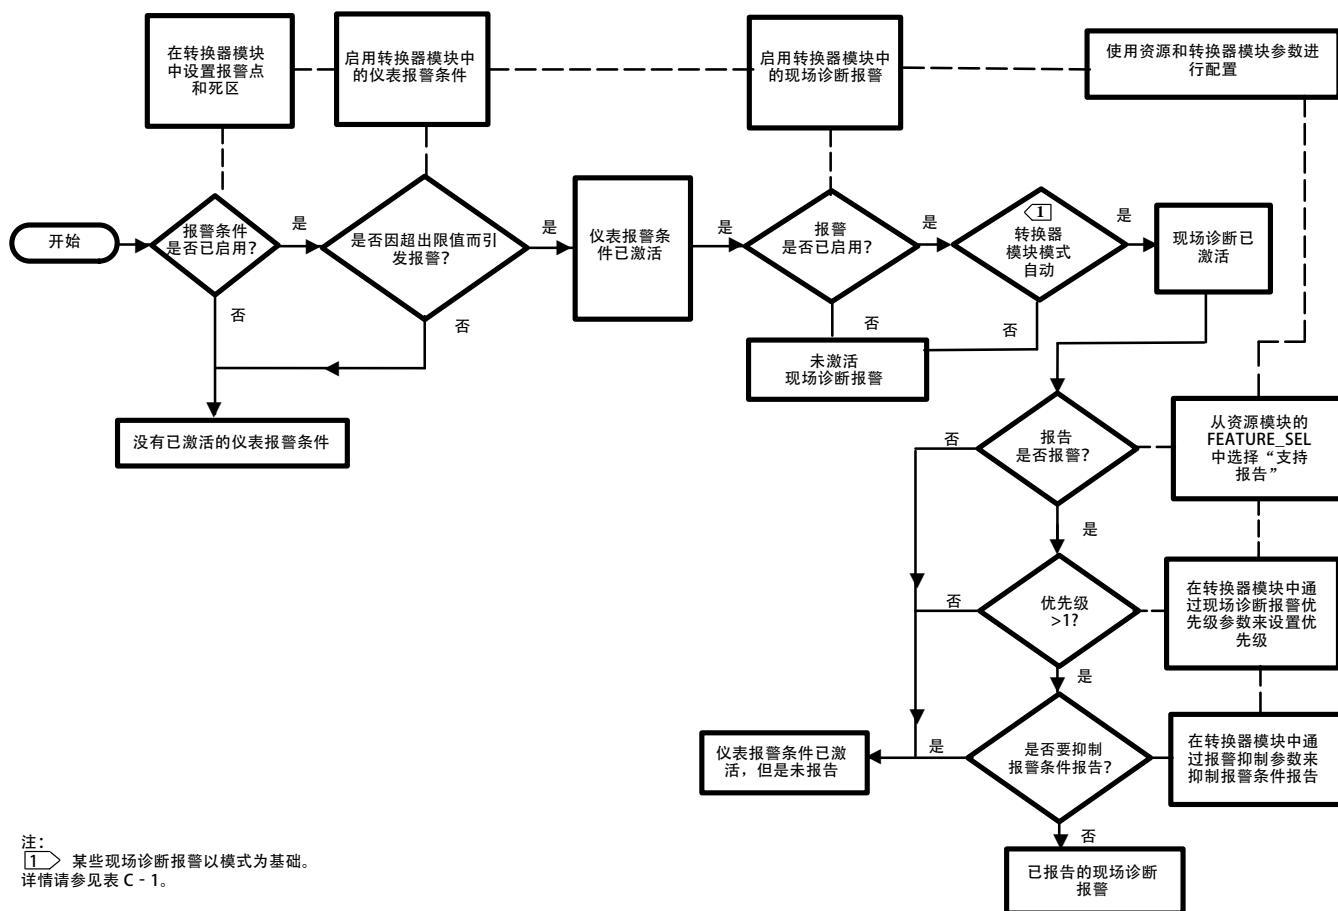 在转换器模块
中设置报警点
和死区
启用转换器模块中
的仪表报警条件
启用转换器模块中
的现场诊断报警
使用资源和转换器模块参数进
行配置
开始
报警条件
是否已启用？
是
是否因超出限值而引
发报警？
是
仪表报警条
件已激活
是
报警
是否已启用？
是
1
转换器
模块模式
自动
是
现场诊断已
激活
否
否
否
否
未激活
现场诊断报警
没有已激活的仪表报警条件
否
报告
是否报警？
从资源模块的
FEATURE_SEL
中选择“支持
报告”
是
否
优先级
>1?
在转换器模块中通
过现场诊断报警优
先级参数来设置优
先级
是
仪表报警条件已激
活，但是未报告
是
是否要抑制
报警条件报告？
在转换器模块中通
过报警抑制参数来
抑制报警条件报告
否
已报告的现场诊断
报警
注：
1 某些现场诊断报警以模式为基础。
详情请参见表 C - 1。